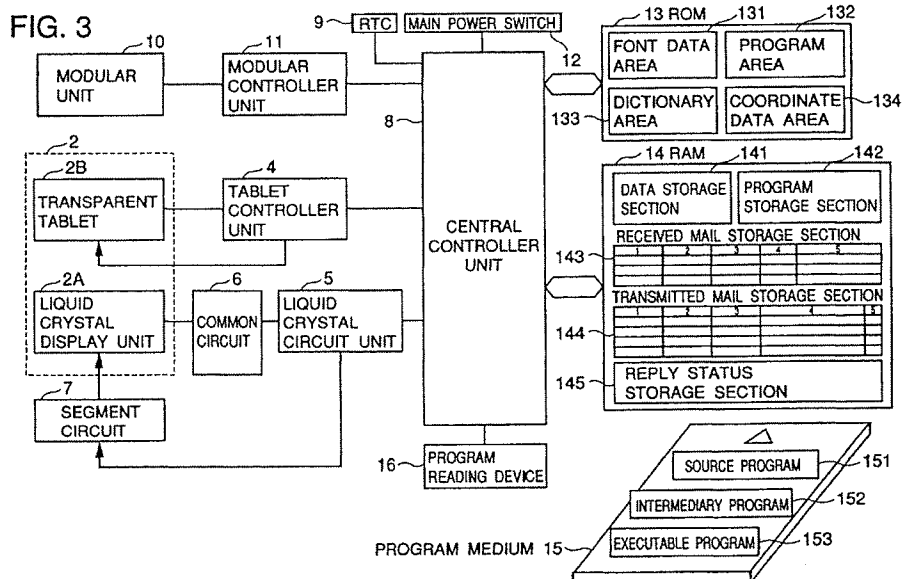 FIG. 3
9
RTC
MAIN POWER SWITCH
12
10
MODULAR
UNIT
11
MODULAR
CONTROLLER
UNIT
8
CENTRAL
CONTROLLER
UNIT
2
2B
TRANSPARENT
TABLET
4
TABLET
CONTROLLER
UNIT
2A
LIQUID
CRYSTAL
DISPLAY UNIT
6
COMMON
CIRCUIT
5
LIQUID
CRYSTAL
CIRCUIT UNIT
7
SEGMENT
CIRCUIT
16
PROGRAM
READING DEVICE
13 ROM
131
132
FONT DATA
AREA
PROGRAM
AREA
DICTIONARY
AREA
COORDINATE
DATA AREA
133
134
14 RAM
141
142
DATA STORAGE
SECTION
PROGRAM
STORAGE SECTION
RECEIVED MAIL STORAGE SECTION
143
1 2 3 4 5
TRANSMITTED MAIL STORAGE SECTION
144
1 2 3 4 5
145
REPLY STATUS
STORAGE SECTION
SOURCE PROGRAM
151
INTERMEDIARY PROGRAM
152
EXECUTABLE PROGRAM
153
PROGRAM MEDIUM 15